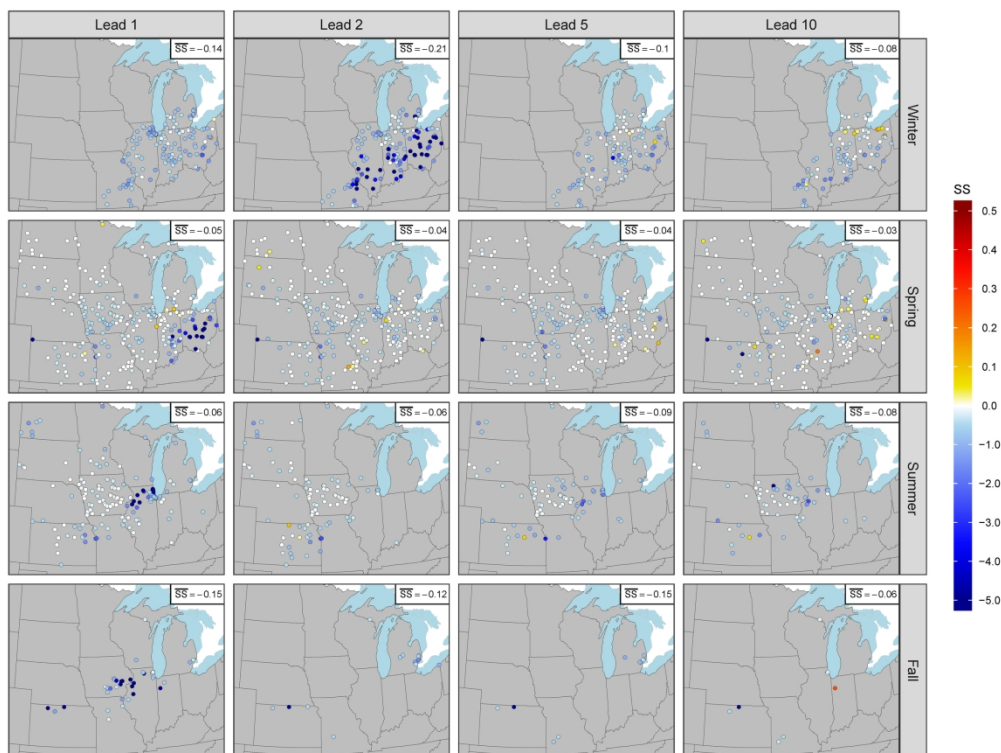 Lead 1 Lead 2 Lead 5 Lead 10
SS = −0.14 SS = −0.21 SS = −0.1 SS = −0.08
Winter
SS = −0.05 SS = −0.04 SS = −0.04 SS = −0.03
Spring
SS = −0.06 SS = −0.06 SS = −0.09 SS = −0.08
Summer
SS = −0.15 SS = −0.12 SS = −0.15 SS = −0.06
Fall
SS
0.5
0.4
0.3
0.2
0.1
0.0
−1.0
−2.0
−3.0
−4.0
−5.0